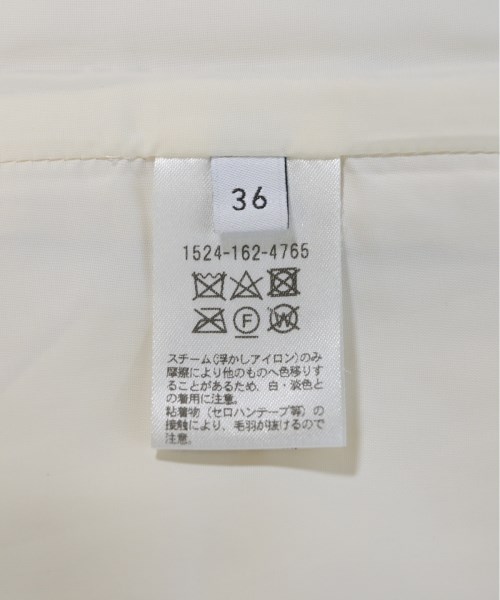 36
1524-162-4765
F
W
スチーム(浮かしアイロン)のみ
摩擦により他のものへ色移りす
ることがあるため、白・淡色と
の着用に注意。
粘着物（セロハンテープ等）の
接触により、毛羽が抜けるので
注意。